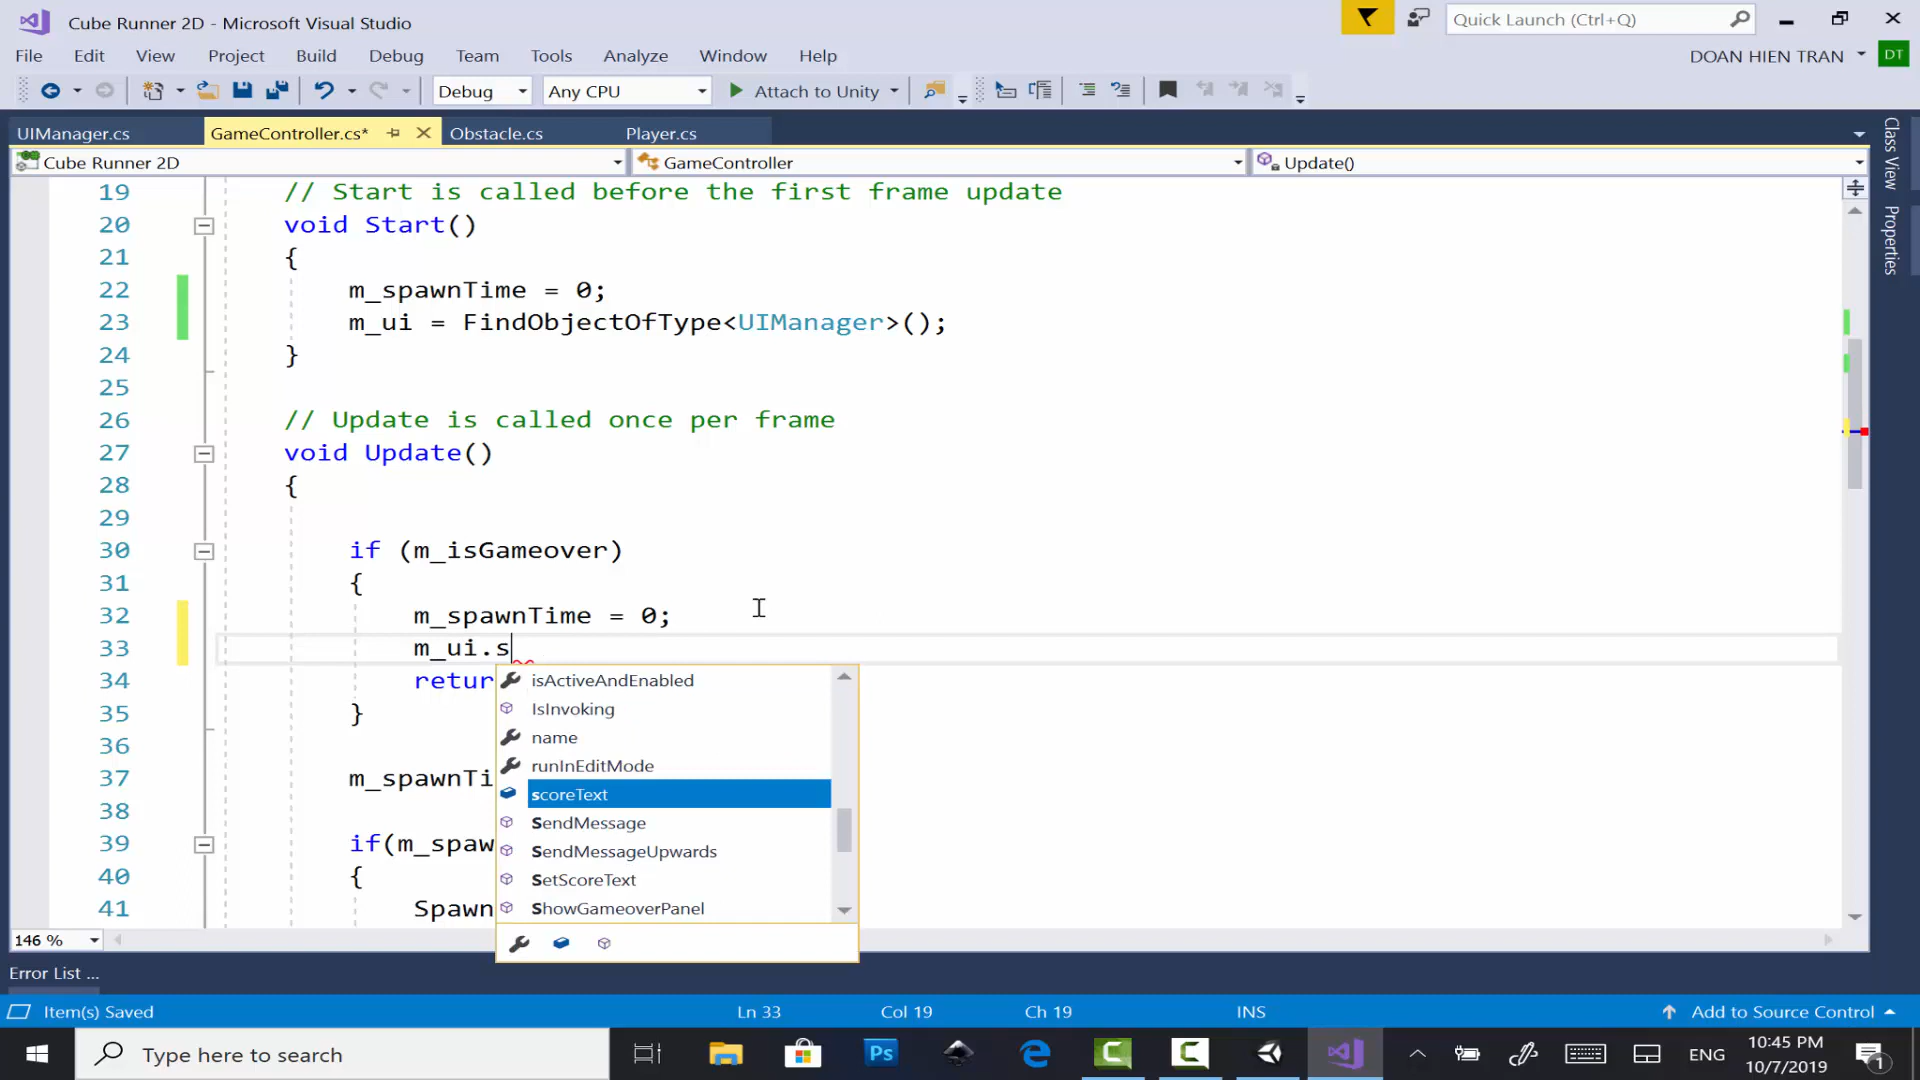 Cube Runner 2D - Microsoft Visual Studio
Quick Launch (Ctrl+Q)
File Edit View Project Build Debug Team Tools Analyze Window Help
DOAN HIEN TRAN
DT
Debug
Any CPU
Attach to Unity
UIManager.cs
GameController.cs*
Obstacle.cs
Player.cs
Cube Runner 2D
GameController
Update()
Class View
Properties
19 // Start is called before the first frame update
20 void Start()
21 {
22 m_spawnTime = 0;
23 m_ui = FindObjectOfType<UIManager>();
24 }
25
26 // Update is called once per frame
27 void Update()
28 {
29
30 if (m_isGameover)
31 {
32 m_spawnTime = 0;
33 m_ui.s
34 retur
35 }
36
37 m_spawnTi
38
39 if(m_spaw
40 {
41 Spawn
isActiveAndEnabled
IsInvoking
name
runInEditMode
scoreText
SendMessage
SendMessageUpwards
SetScoreText
ShowGameoverPanel
146 %
Error List ...
Item(s) Saved
Ln 33
Col 19
Ch 19
INS
Add to Source Control
Type here to search
Ps
ENG
10:45 PM
10/7/2019
1